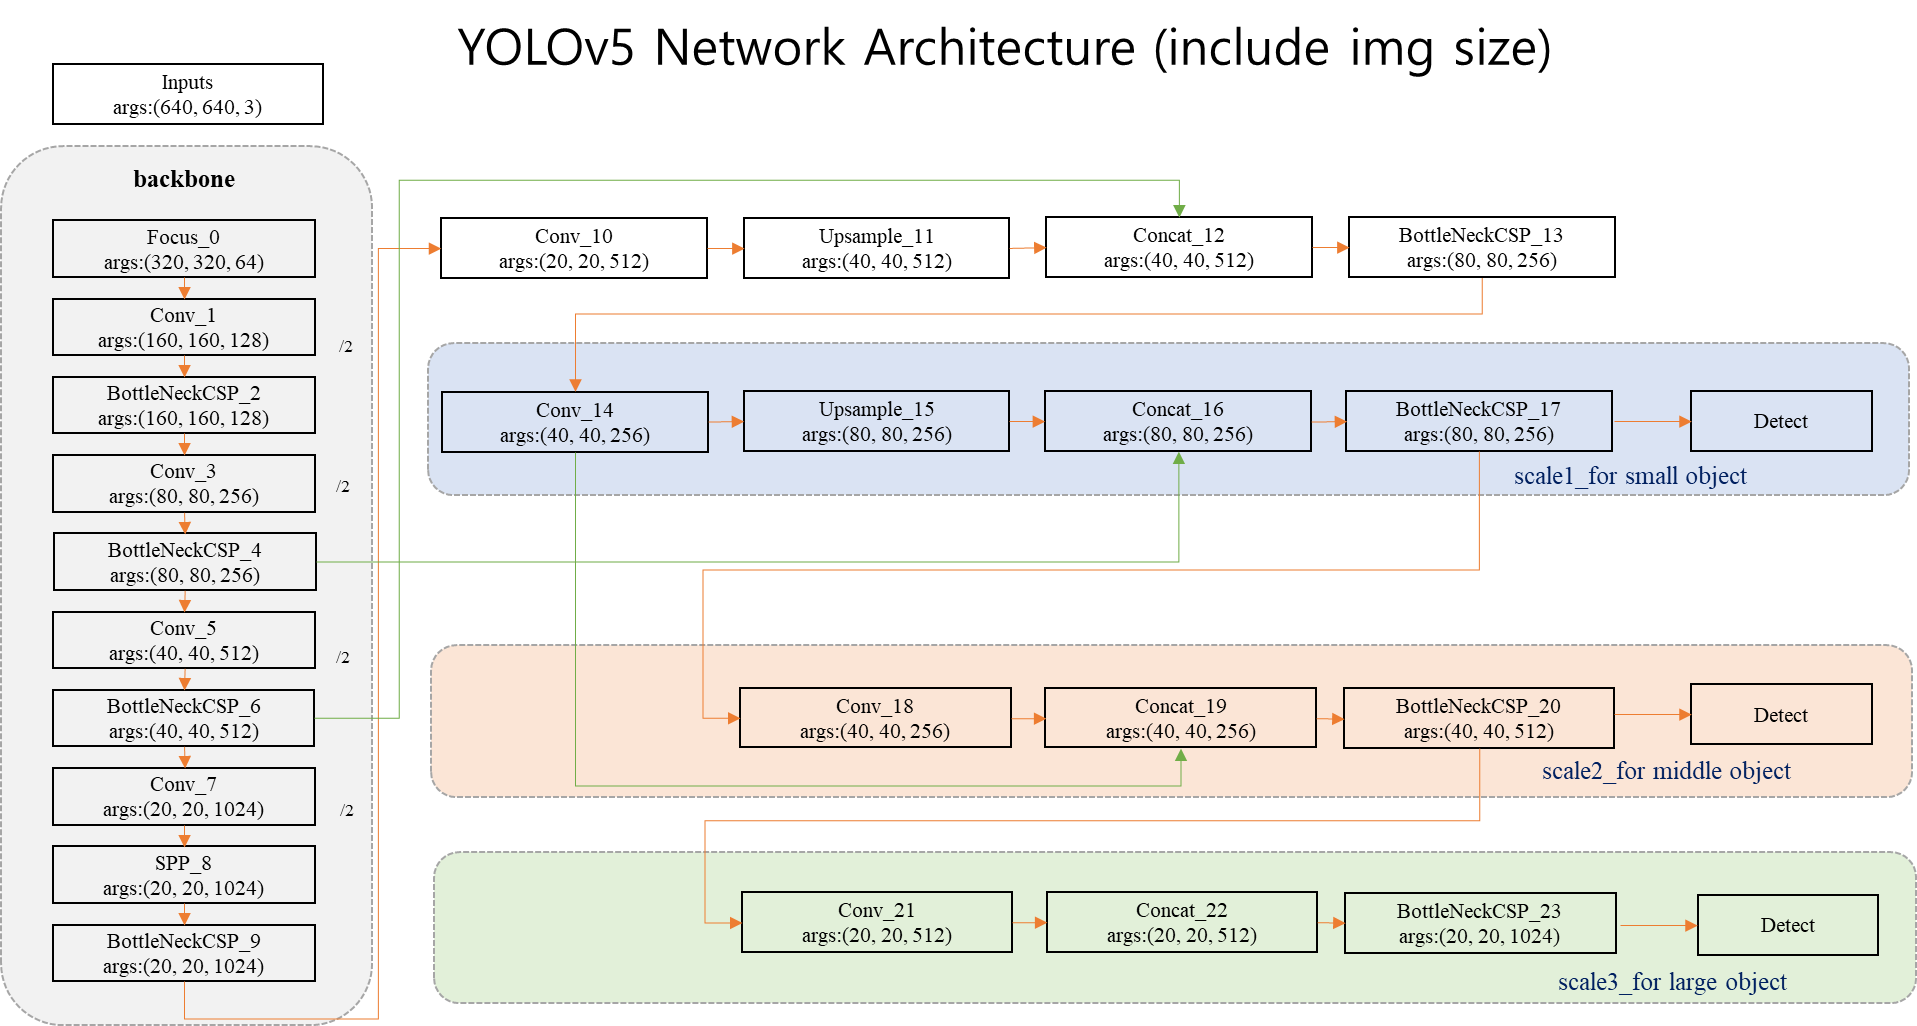 YOLOv5 Network Architecture (include img size)
Inputs
args:(640, 640, 3)
backbone
Focus_0
args:(320, 320, 64)
Conv_1
args:(160, 160, 128)
/2
BottleNeckCSP_2
args:(160, 160, 128)
Conv_3
args:(80, 80, 256)
/2
BottleNeckCSP_4
args:(80, 80, 256)
Conv_5
args:(40, 40, 512)
/2
BottleNeckCSP_6
args:(40, 40, 512)
Conv_7
args:(20, 20, 1024)
/2
SPP_8
args:(20, 20, 1024)
BottleNeckCSP_9
args:(20, 20, 1024)
Conv_10
args:(20, 20, 512)
Upsample_11
args:(40, 40, 512)
Concat_12
args:(40, 40, 512)
BottleNeckCSP_13
args:(80, 80, 256)
Conv_14
args:(40, 40, 256)
Upsample_15
args:(80, 80, 256)
Concat_16
args:(80, 80, 256)
BottleNeckCSP_17
args:(80, 80, 256)
Detect
scale1_for small object
Conv_18
args:(40, 40, 256)
Concat_19
args:(40, 40, 256)
BottleNeckCSP_20
args:(40, 40, 512)
Detect
scale2_for middle object
Conv_21
args:(20, 20, 512)
Concat_22
args:(20, 20, 512)
BottleNeckCSP_23
args:(20, 20, 1024)
Detect
scale3_for large object